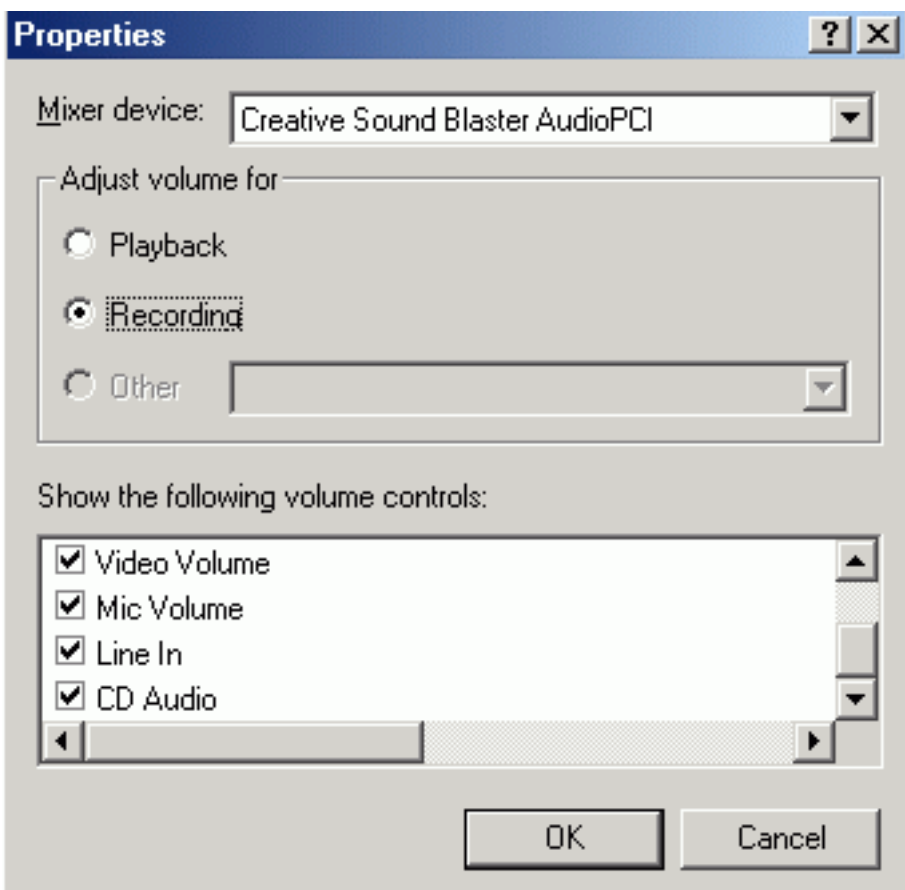 Properties
Mixer device: Creative Sound Blaster AudioPCI
Adjust volume for
Playback
Recording
Other
Show the following volume controls:
Video Volume
Mic Volume
Line In
CD Audio
OK Cancel